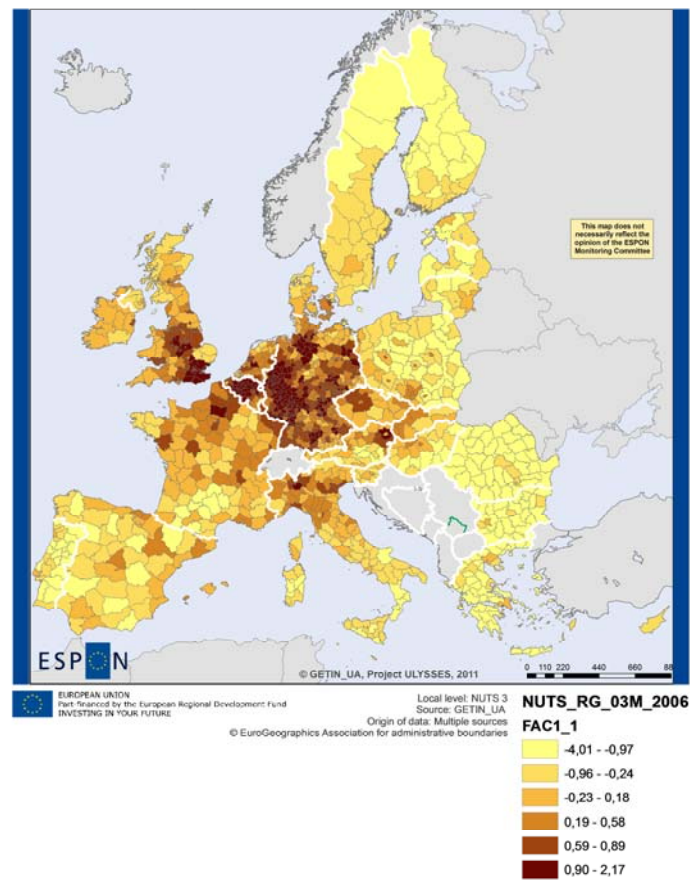 This map does not
necessarily reflect the
opinion of the ESPON
Monitoring Committee
ESPON
© GETIN_UA, Project ULYSSES, 2011
0 110 220 440 660 88
EUROPEAN UNION
Part-financed by the European Regional Development Fund
INVESTING IN YOUR FUTURE
Local level: NUTS 3
Source: GETIN_UA
Origin of data: Multiple sources
© EuroGeographics Association for administrative boundaries
NUTS_RG_03M_2006
FAC1_1
-4,01 - -0,97
-0,96 - -0,24
-0,23 - 0,18
0,19 - 0,58
0,59 - 0,89
0,90 - 2,17